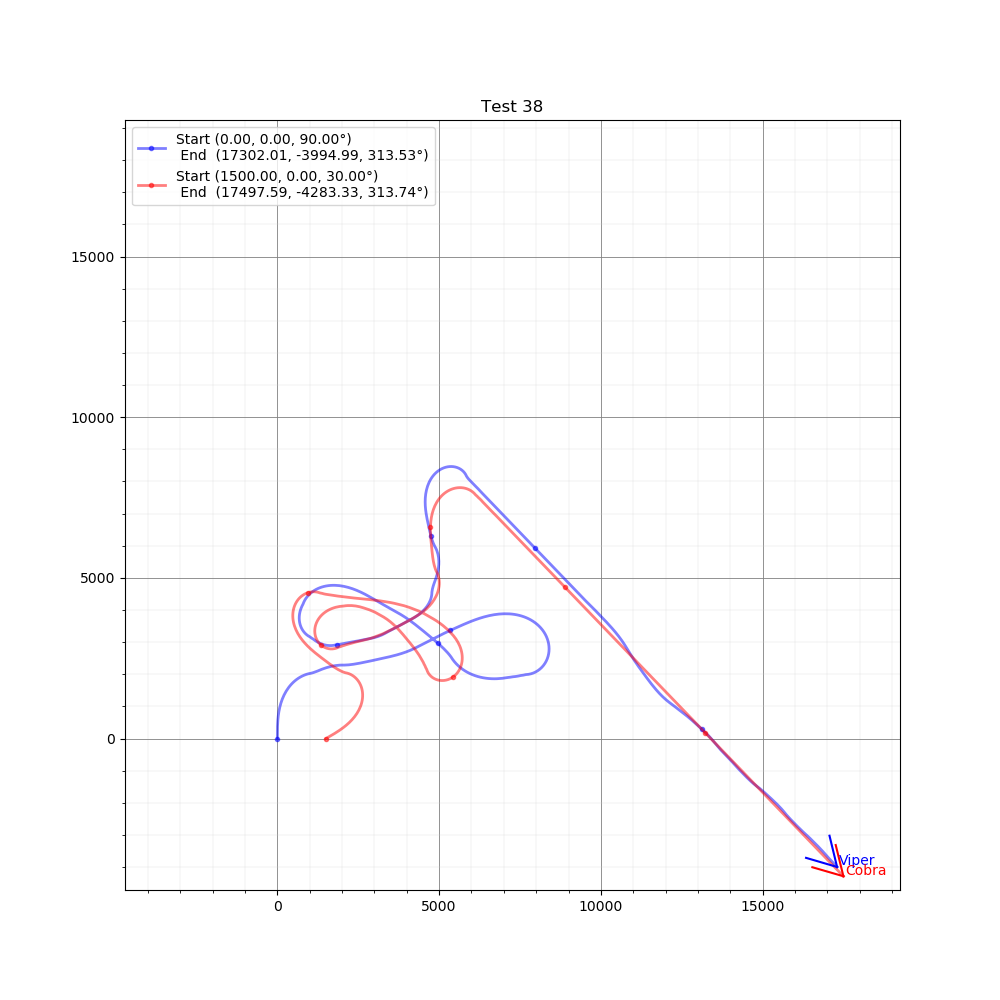 Test 38
Start (0.00, 0.00, 90.00°)
End (17302.01, -3994.99, 313.53°)
Start (1500.00, 0.00, 30.00°)
End (17497.59, -4283.33, 313.74°)
15000
10000
5000
0
Viper
Cobra
0
5000
10000
15000